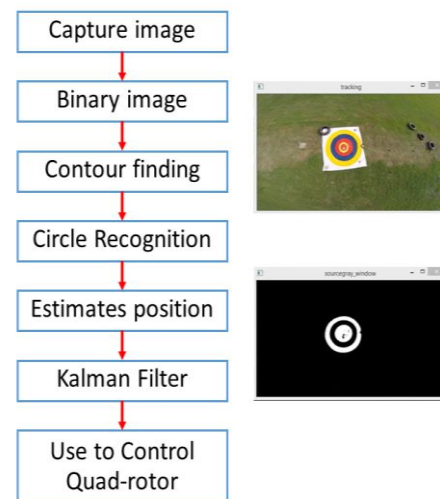 Capture image
Binary image
Contour finding
Circle Recognition
Estimates position
Kalman Filter
Use to Control
Quad-rotor
tracking
sourcegray_window